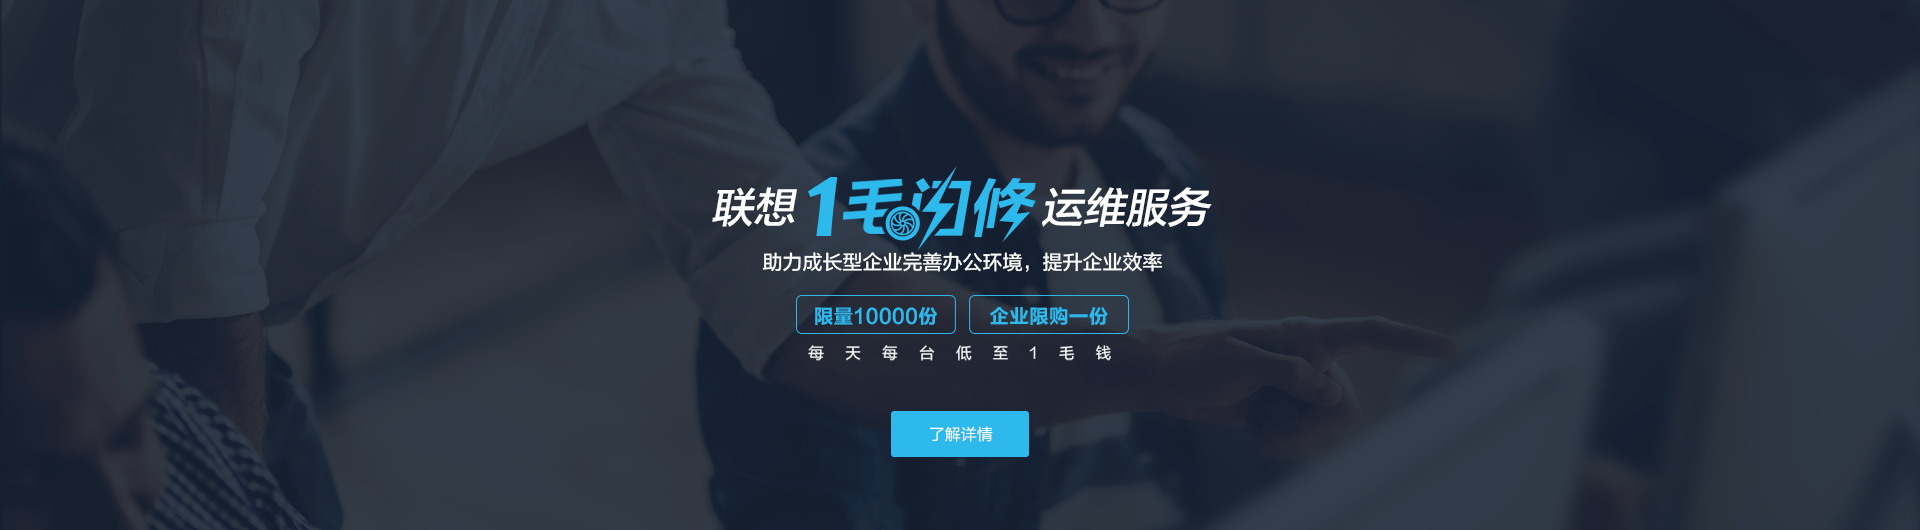 联想1毛闪修运维服务
助力成长型企业完善办公环境，提升企业效率
限量10000份 企业限购一份
每天每台低至1毛钱
了解详情